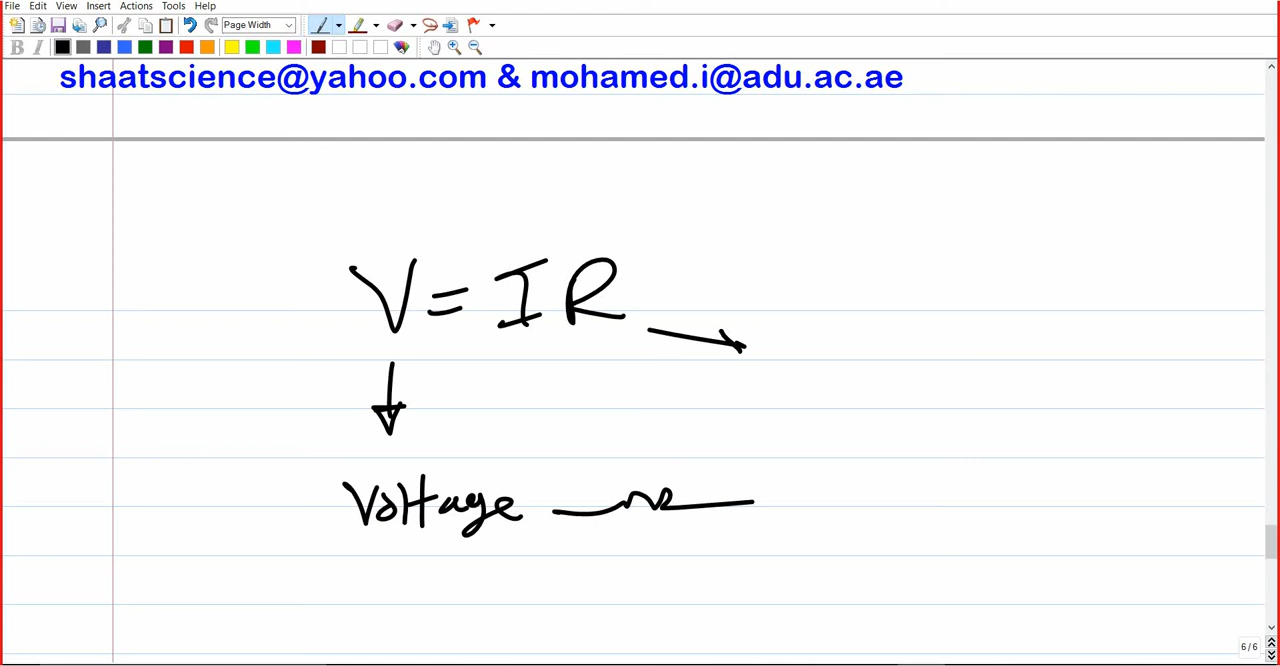 File Edit View Insert Actions Tools Help
Page Width
B I
shaatscience@yahoo.com & mohamed.i@adu.ac.ae
V = I R
Voltage
6/6